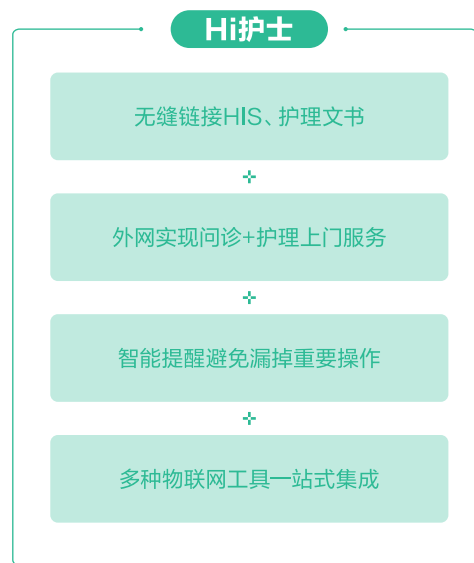 Hi护士
无缝链接HIS、护理文书
外网实现问诊+护理上门服务
智能提醒避免漏掉重要操作
多种物联网工具一站式集成